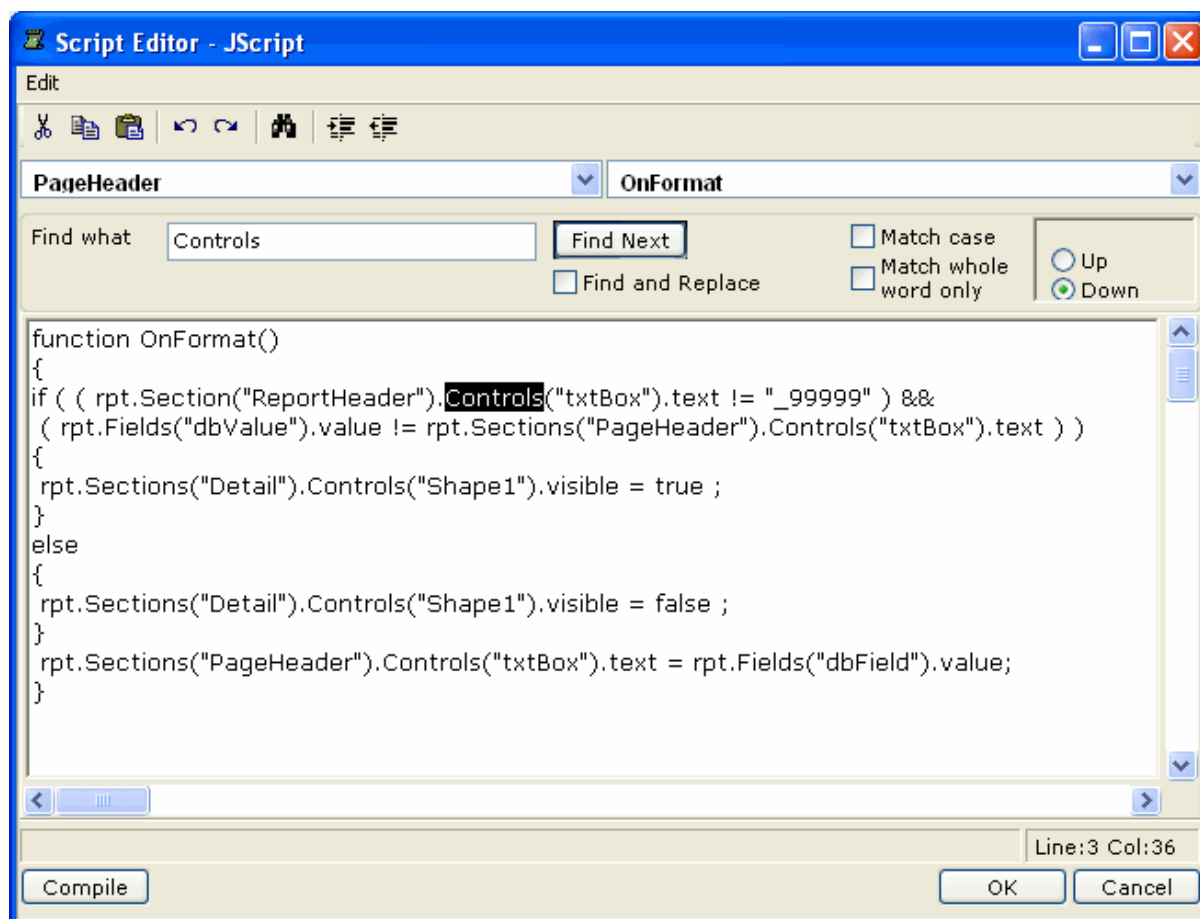 Script Editor - JScript
Edit
PageHeader
OnFormat
Find what
Controls
Find Next
Match case
Find and Replace
Match whole
word only
Up
Down
function OnFormat()
{
if ( ( rpt.Section("ReportHeader").Controls("txtBox").text != "_99999" ) &&
( rpt.Fields("dbValue").value != rpt.Sections("PageHeader").Controls("txtBox").text ) )
{
rpt.Sections("Detail").Controls("Shape1").visible = true ;
}
else
{
rpt.Sections("Detail").Controls("Shape1").visible = false ;
}
rpt.Sections("PageHeader").Controls("txtBox").text = rpt.Fields("dbField").value;
}
Line:3 Col:36
Compile
OK
Cancel